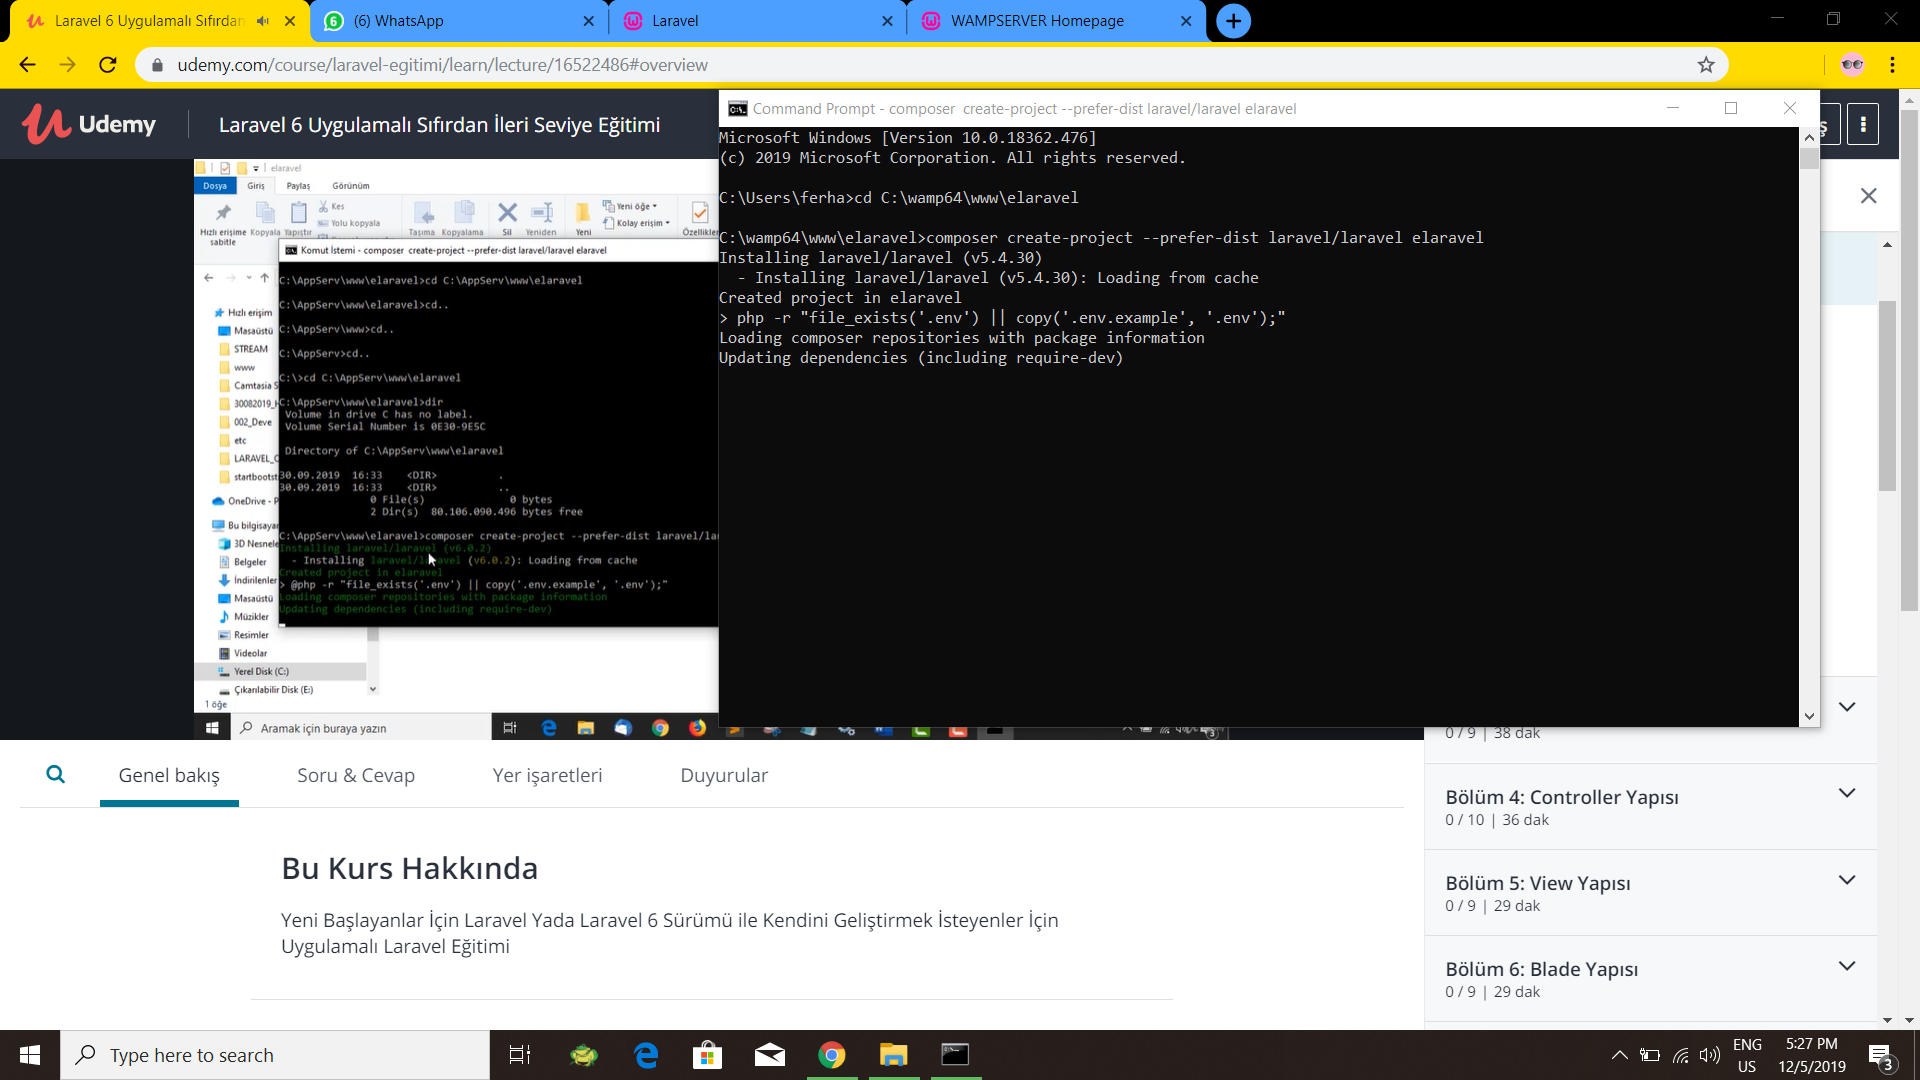 Laravel 6 Uygulamalı Sıfırdan
(6) WhatsApp
Laravel
WAMPSERVER Homepage
udemy.com/course/laravel-egitimi/learn/lecture/16522486#overview
Udemy
Laravel 6 Uygulamalı Sıfırdan İleri Seviye Eğitimi
elaravel
Dosya Giriş Paylaş Görünüm
Hızlı erişime sabitle
Kopyala
Yapıştır
Kes
Yolu kopyala
Taşıma
Kopyalama
Sil
Yeniden
Yeni
Yeni öğe
Kolay erişim
Özellikler
Komut İstemi - composer create-project --prefer-dist laravel/laravel elaravel
C:\AppServ\www\elaravel>cd C:\AppServ\www\elaravel
C:\AppServ\www\elaravel>cd..
C:\AppServ\www>cd..
C:\AppServ>cd..
C:\>cd C:\AppServ\www\elaravel
C:\AppServ\www\elaravel>dir
Volume in drive C has no label.
Volume Serial Number is 0E30-9E5C
Directory of C:\AppServ\www\elaravel
30.09.2019 16:33 <DIR> .
30.09.2019 16:33 <DIR> ..
0 File(s) 0 bytes
2 Dir(s) 80.106.090.496 bytes free
C:\AppServ\www\elaravel>composer create-project --prefer-dist laravel/la
Installing laravel/laravel (v6.0.2)
- Installing laravel/laravel (v6.0.2): Loading from cache
Created project in elaravel
> @php -r "file_exists('.env') || copy('.env.example', '.env');"
Loading composer repositories with package information
Updating dependencies (including require-dev)
Hızlı erişim
Masaüstü
STREAM
www
Camtasia S
30082019_H
002_Deve
etc
LARAVEL_C
startbootst
OneDrive - P
Bu bilgisayar
3D Nesnele
Belgeler
İndirilenler
Masaüstü
Müzikler
Resimler
Videolar
Yerel Disk (C:)
Çıkarılabilir Disk (E:)
1 öğe
Aramak için buraya yazın
Command Prompt - composer create-project --prefer-dist laravel/laravel elaravel
Microsoft Windows [Version 10.0.18362.476]
(c) 2019 Microsoft Corporation. All rights reserved.
C:\Users\ferha>cd C:\wamp64\www\elaravel
C:\wamp64\www\elaravel>composer create-project --prefer-dist laravel/laravel elaravel
Installing laravel/laravel (v5.4.30)
- Installing laravel/laravel (v5.4.30): Loading from cache
Created project in elaravel
> php -r "file_exists('.env') || copy('.env.example', '.env');"
Loading composer repositories with package information
Updating dependencies (including require-dev)
ş
0 / 9 | 38 dak
Bölüm 4: Controller Yapısı
0 / 10 | 36 dak
Bölüm 5: View Yapısı
0 / 9 | 29 dak
Bölüm 6: Blade Yapısı
0 / 9 | 29 dak
Genel bakış
Soru & Cevap
Yer işaretleri
Duyurular
Bu Kurs Hakkında
Yeni Başlayanlar İçin Laravel Yada Laravel 6 Sürümü ile Kendini Geliştirmek İsteyenler İçin
Uygulamalı Laravel Eğitimi
Type here to search
ENG
US
5:27 PM
12/5/2019
3